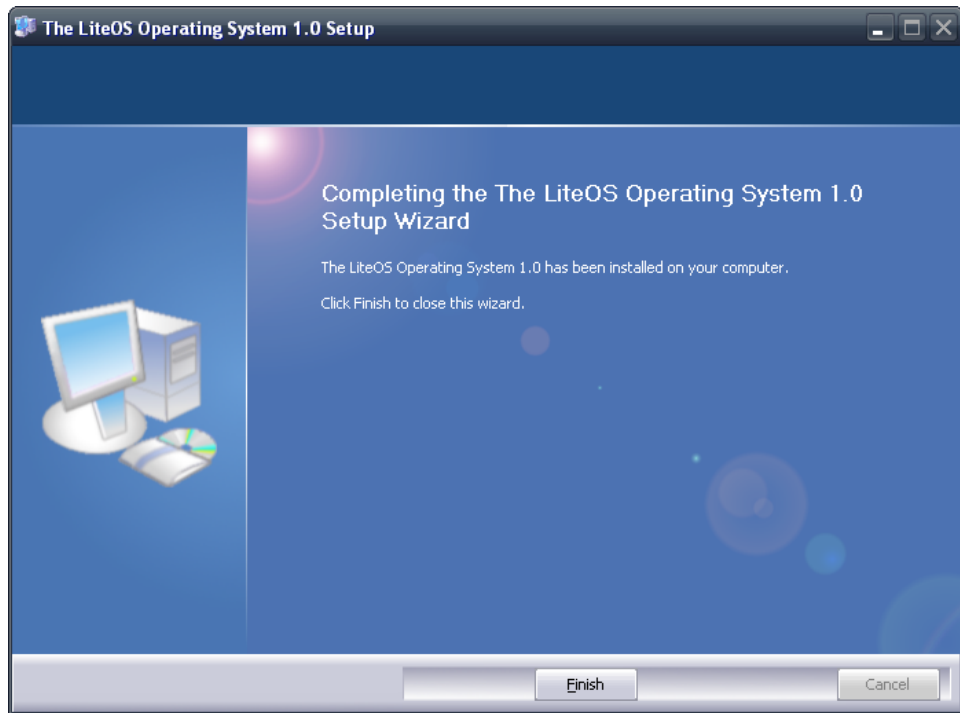 The LiteOS Operating System 1.0 Setup
Completing the The LiteOS Operating System 1.0
Setup Wizard
The LiteOS Operating System 1.0 has been installed on your computer.
Click Finish to close this wizard.
Finish
Cancel